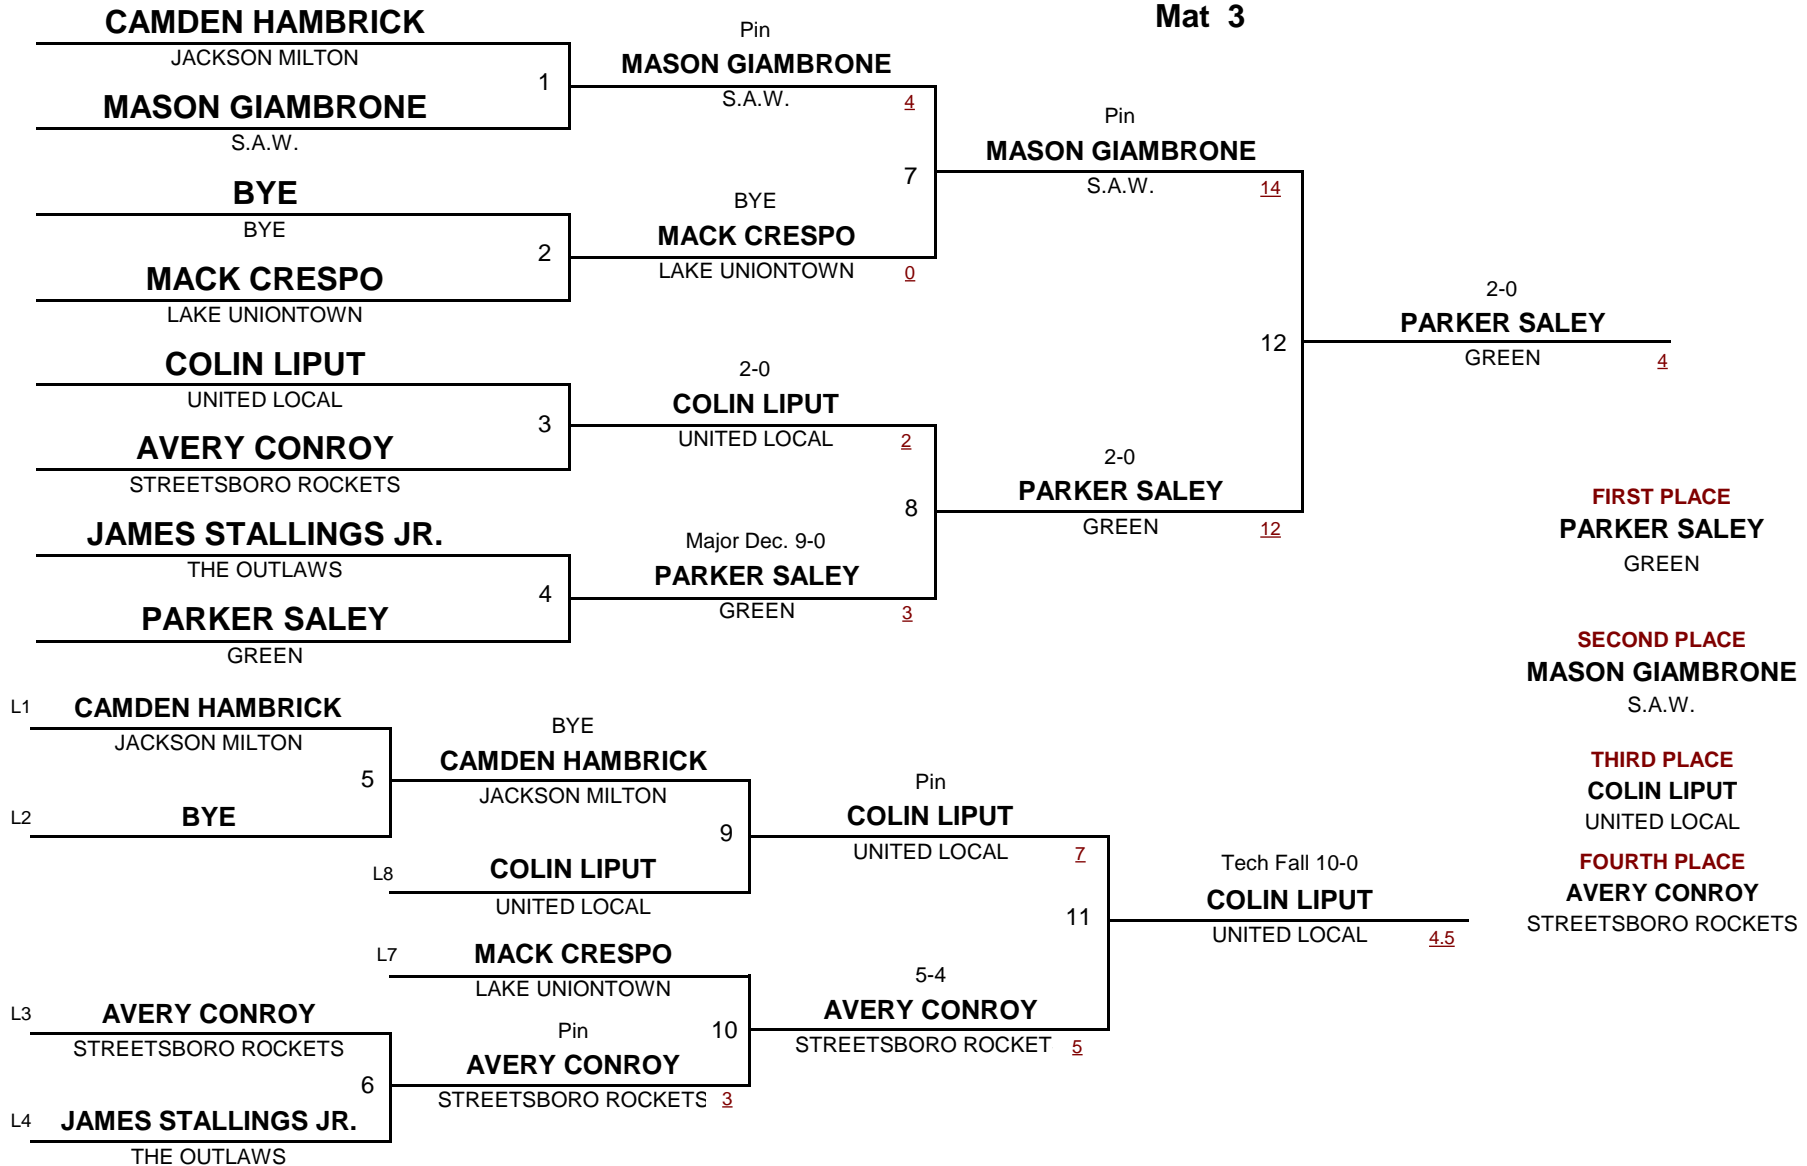 Mat 3
CAMDEN HAMBRICK
JACKSON MILTON
1
MASON GIAMBRONE
S.A.W.
BYE
BYE
2
MACK CRESPO
LAKE UNIONTOWN
COLIN LIPUT
UNITED LOCAL
3
AVERY CONROY
STREETSBORO ROCKETS
JAMES STALLINGS JR.
THE OUTLAWS
4
PARKER SALEY
GREEN
Pin
MASON GIAMBRONE
S.A.W. 4
7
BYE
MACK CRESPO
LAKE UNIONTOWN 0
2-0
COLIN LIPUT
UNITED LOCAL 2
8
Major Dec. 9-0
PARKER SALEY
GREEN 3
Pin
MASON GIAMBRONE
S.A.W. 14
12
2-0
PARKER SALEY
GREEN 12
2-0
PARKER SALEY
GREEN 4
FIRST PLACE
PARKER SALEY
GREEN
SECOND PLACE
MASON GIAMBRONE
S.A.W.
THIRD PLACE
COLIN LIPUT
UNITED LOCAL
FOURTH PLACE
AVERY CONROY
STREETSBORO ROCKETS
L1 CAMDEN HAMBRICK
JACKSON MILTON
5
L2 BYE
L3 AVERY CONROY
STREETSBORO ROCKETS
6
L4 JAMES STALLINGS JR.
THE OUTLAWS
BYE
CAMDEN HAMBRICK
JACKSON MILTON
9
L8 COLIN LIPUT
UNITED LOCAL
L7 MACK CRESPO
LAKE UNIONTOWN
10
Pin
AVERY CONROY
STREETSBORO ROCKETS 3
Pin
COLIN LIPUT
UNITED LOCAL 7
11
5-4
AVERY CONROY
STREETSBORO ROCKET 5
Tech Fall 10-0
COLIN LIPUT
UNITED LOCAL 4.5